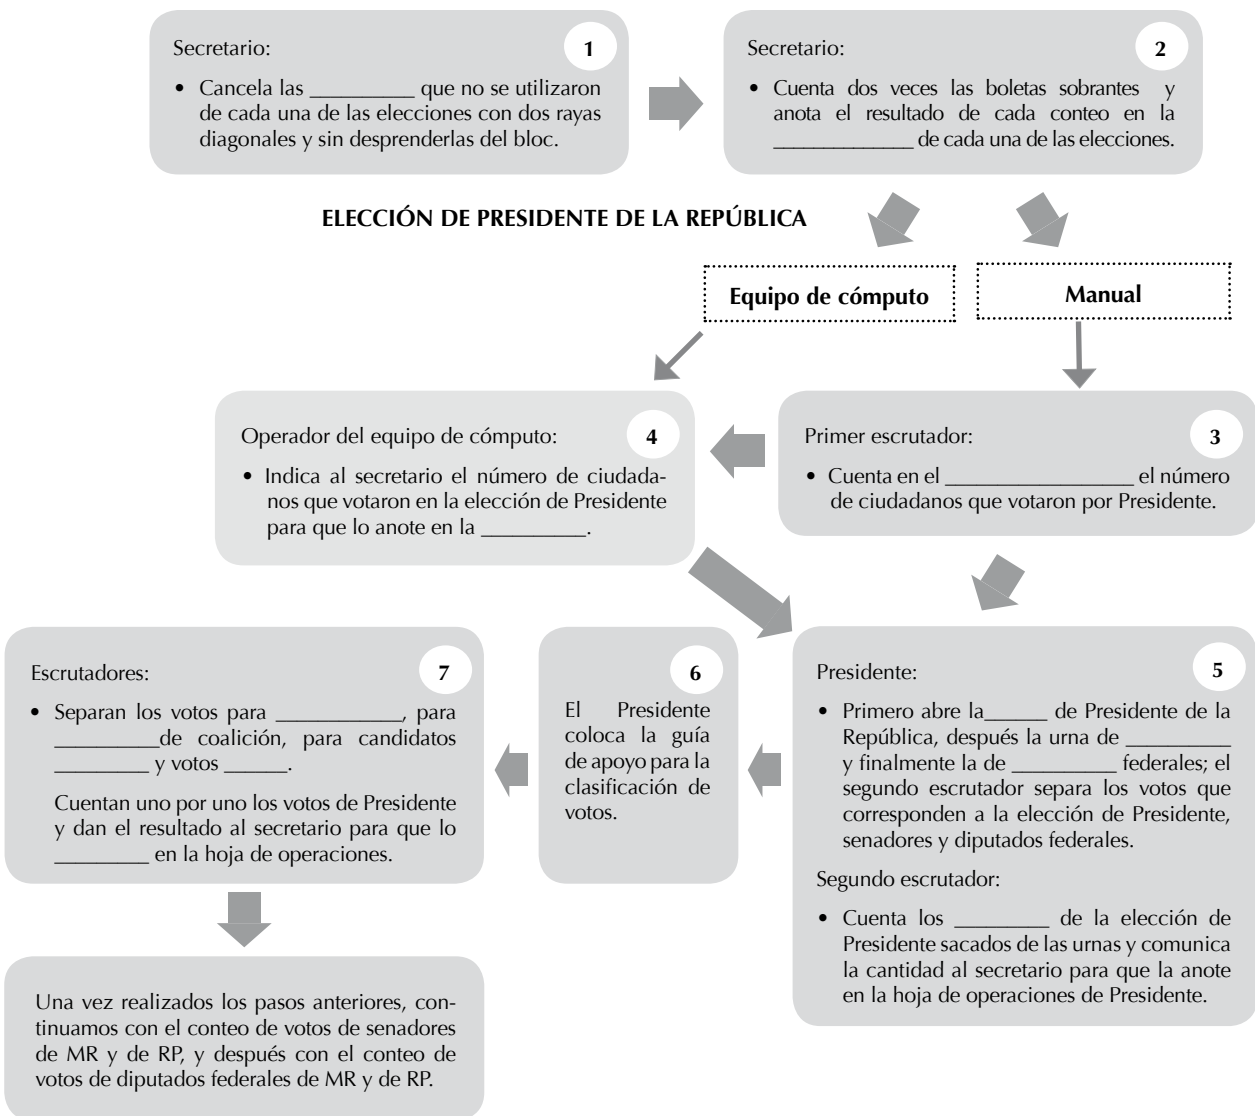 Secretario:
1
• Cancela las __________ que no se utilizaron
de cada una de las elecciones con dos rayas
diagonales y sin desprenderlas del bloc.
Secretario:
2
• Cuenta dos veces las boletas sobrantes y
anota el resultado de cada conteo en la
______________ de cada una de las elecciones.
ELECCIÓN DE PRESIDENTE DE LA REPÚBLICA
Equipo de cómputo
Manual
Primer escrutador:
3
• Cuenta en el __________________ el número
de ciudadanos que votaron por Presidente.
Operador del equipo de cómputo:
4
• Indica al secretario el número de ciudada-
nos que votaron en la elección de Presidente
para que lo anote en la __________.
Presidente:
5
• Primero abre la______ de Presidente de la
República, después la urna de __________
y finalmente la de __________ federales; el
segundo escrutador separa los votos que
corresponden a la elección de Presidente,
senadores y diputados federales.
Segundo escrutador:
• Cuenta los _________ de la elección de
Presidente sacados de las urnas y comunica
la cantidad al secretario para que la anote
en la hoja de operaciones de Presidente.
6
El Presidente
coloca la guía
de apoyo para la
clasificación de
votos.
Escrutadores:
7
• Separan los votos para ____________, para
__________de coalición, para candidatos
_________ y votos ______.
Cuentan uno por uno los votos de Presidente
y dan el resultado al secretario para que lo
_________ en la hoja de operaciones.
Una vez realizados los pasos anteriores, con-
tinuamos con el conteo de votos de senadores
de MR y de RP, y después con el conteo de
votos de diputados federales de MR y de RP.